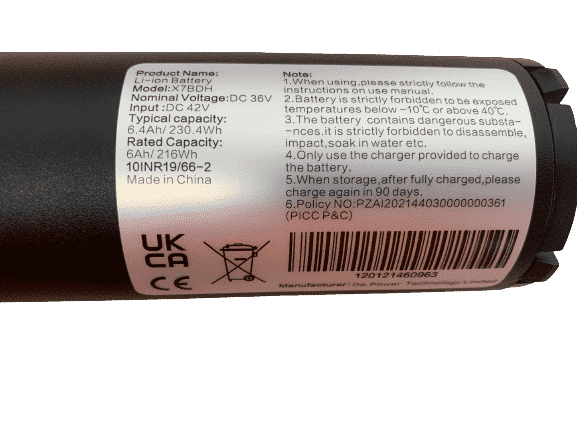 Product Name:
Li-ion Battery
Model:X7BDH
Nominal Voltage:DC 36V
Input :DC 42V
Typical capacity:
6.4Ah/ 230.4Wh
Rated Capacity:
6Ah/ 216Wh
10INR19/66-2
Made in China
UK
CA
CE
Note:
1.When using,please strictly follow the
instructions on use manual.
2.Battery is strictly forbidden to be exposed
temperatures below -10℃ or above 40℃.
3.The battery contains dangerous substa-
-nces.it is strictly forbidden to disassemble,
impact,soak in water etc.
4.Only use the charger provided to charge
the battery.
5.When storage,after fully charged,please
charge again in 90 days.
6.Policy NO:PZAI202144030000000361
(PICC P&C)
120121460963
Manufacturer: Ge.Power Technology Limited